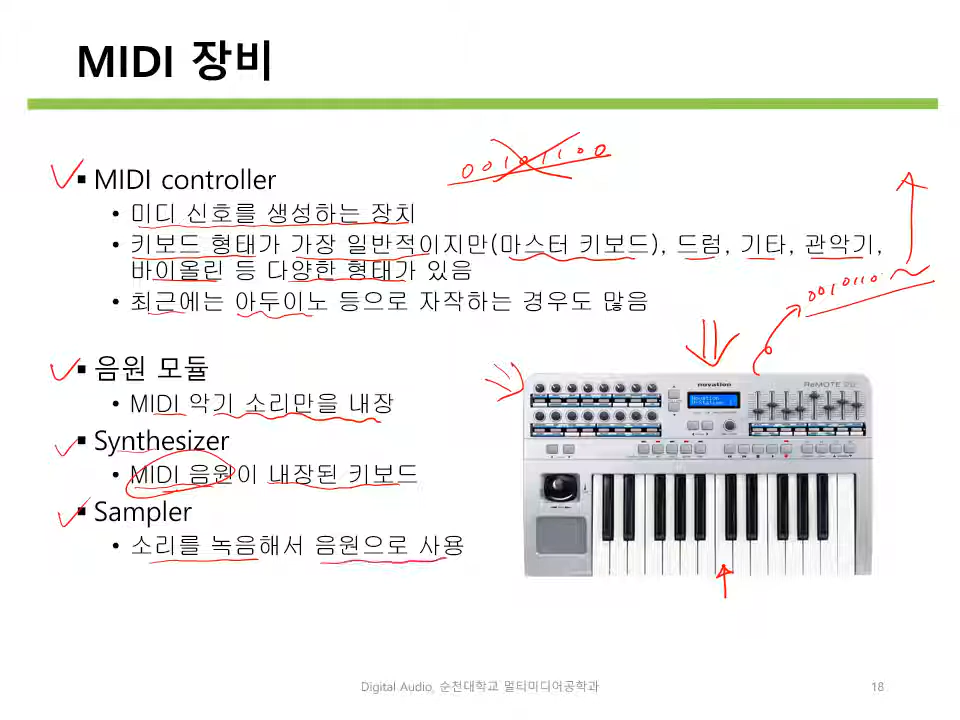 MIDI 장비
00101100
▪ MIDI controller
• 미디 신호를 생성하는 장치
• 키보드 형태가 가장 일반적이지만(마스터 키보드), 드럼, 기타, 관악기,
바이올린 등 다양한 형태가 있음
• 최근에는 아두이노 등으로 자작하는 경우도 많음
0010110
▪ 음원 모듈
• MIDI 악기 소리만을 내장
▪ Synthesizer
• MIDI 음원이 내장된 키보드
▪ Sampler
• 소리를 녹음해서 음원으로 사용
novation
ReMOTE 25
Novation
Digital Audio, 순천대학교 멀티미디어공학과
18